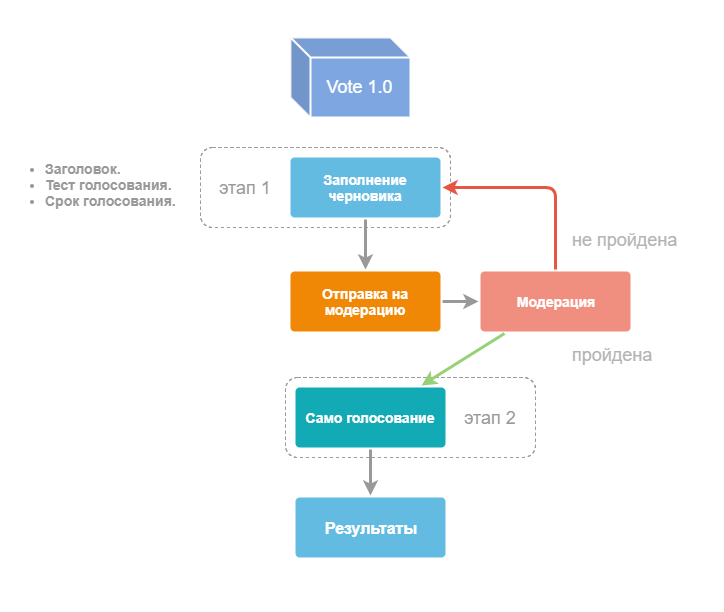 Vote 1.0
Заголовок.
Тест голосования.
Срок голосования.
этап 1
Заполнение
черновика
не пройдена
Отправка на
модерацию
Модерация
пройдена
Само голосование
этап 2
Результаты